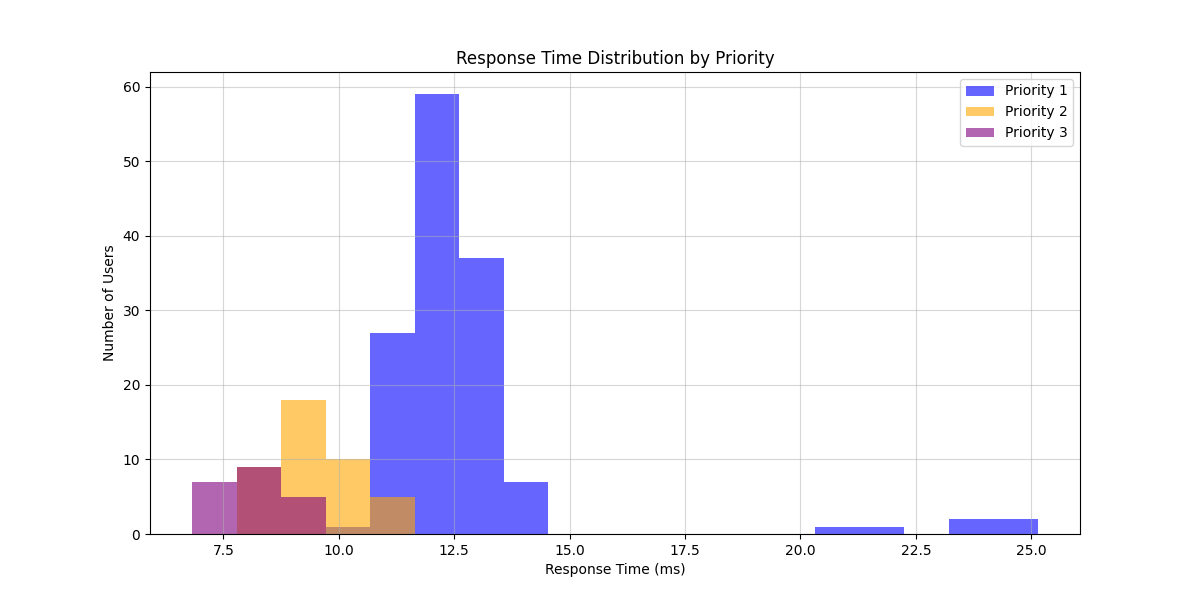 Response Time Distribution by Priority
60
50
40
30
20
10
0
Number of Users
Priority 1
Priority 2
Priority 3
7.5 10.0 12.5 15.0 17.5 20.0 22.5 25.0
Response Time (ms)